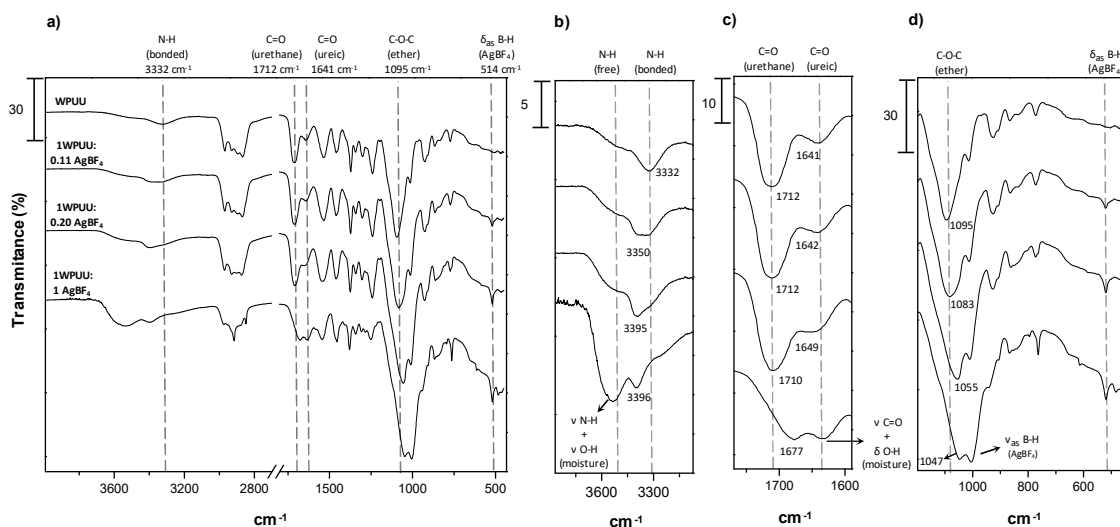 a)
N-H
(bonded)
3332 cm-1
C=O
(urethane)
1712 cm-1
C=O
(ureic)
1641 cm-1
C-O-C
(ether)
1095 cm-1
δas B-H
(AgBF4)
514 cm-1
30
WPUU
1WPUU:
0.11 AgBF4
1WPUU:
0.20 AgBF4
1WPUU:
1 AgBF4
Transmitance (%)
3600
2800
1500
1000
500
cm-1
b)
N-H
(free)
N-H
(bonded)
5
3332
3350
3395
3396
ν N-H
+
ν O-H
(moisture)
3600
3300
cm-1
c)
C=O
(urethane)
C=O
(ureic)
10
1641
1712
1642
1712
1649
1710
1677
ν C=O
+
δ O-H
(moisture)
1700
1600
cm-1
d)
C-O-C
(ether)
δas B-H
(AgBF4)
30
1095
1083
1055
1047
νas B-H
(AgBF4)
1000
800
600
cm-1